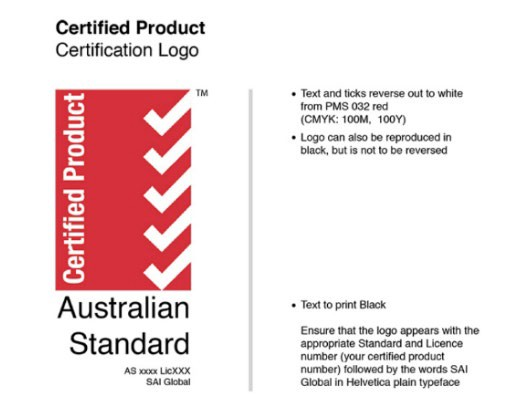 Certified Product
Certification Logo
Certified Product
TM
Australian
Standard
AS xxxx LicXXX
SAI Global
• Text and ticks reverse out to white
from PMS 032 red
(CMYK: 100M, 100Y)
• Logo can also be reproduced in
black, but is not to be reversed
• Text to print Black
Ensure that the logo appears with the
appropriate Standard and Licence
number (your certified product
number) followed by the words SAI
Global in Helvetica plain typeface